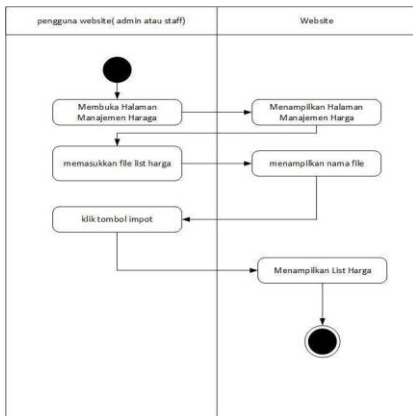 pengguna website( admin atau staff)
Website
Membuka Halaman
Manajemen Haraga
Menampilkan Halaman
Manajemen Harga
memasukkan file list harga
menampilkan nama file
klik tombol impot
Menampilkan List Harga